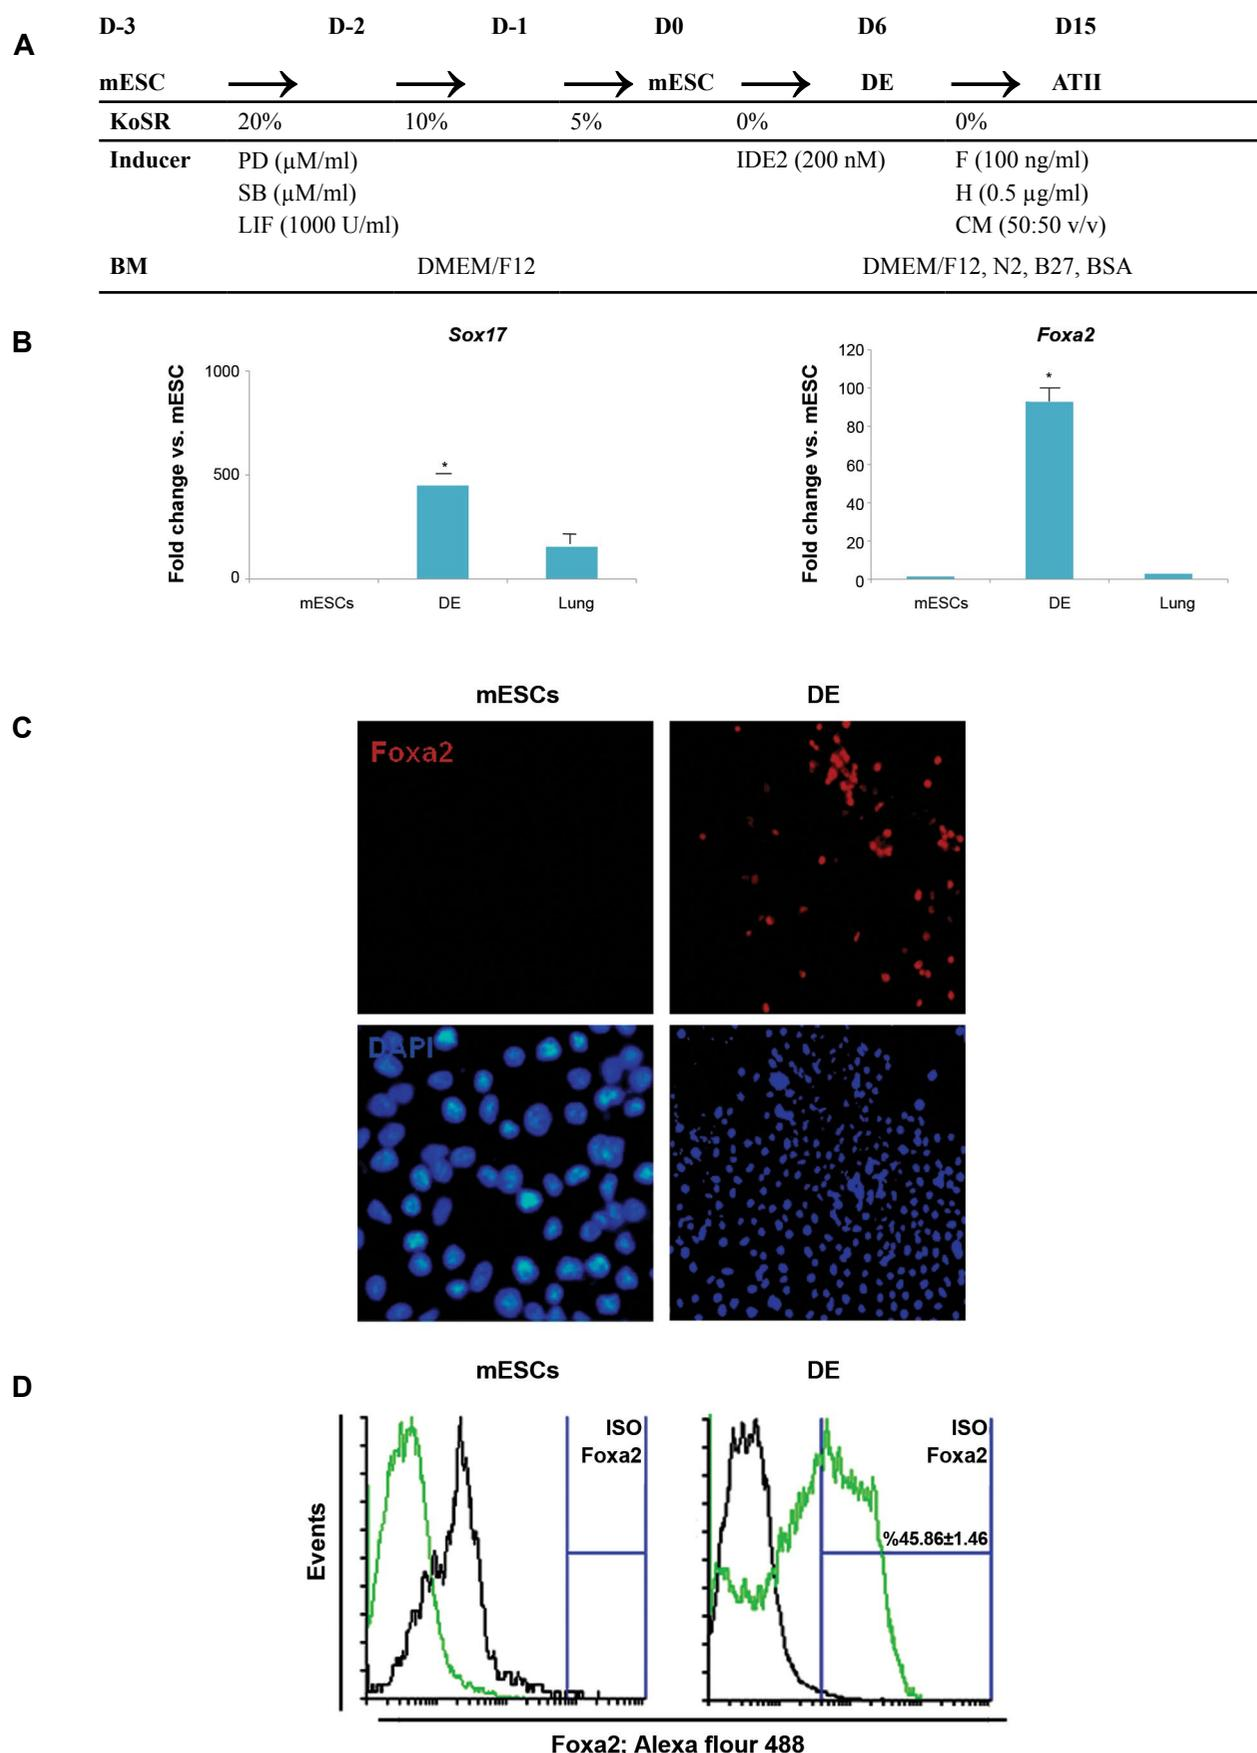 A
D-3 D-2 D-1 D0 D6 D15
mESC mESC DE ATII
KoSR 20% 10% 5% 0% 0%
Inducer PD (μM/ml) IDE2 (200 nM) F (100 ng/ml)
SB (μM/ml) H (0.5 μg/ml)
LIF (1000 U/ml) CM (50:50 v/v)
BM DMEM/F12 DMEM/F12, N2, B27, BSA
B
Sox17
Fold change vs. mESC
1000
500
0
*
mESCs DE Lung
Foxa2
Fold change vs. mESC
120
100
80
60
40
20
0
*
mESCs DE Lung
C
mESCs DE
Foxa2
DAPI
D
mESCs DE
Events
ISO
Foxa2
ISO
Foxa2
%45.86±1.46
Foxa2: Alexa flour 488